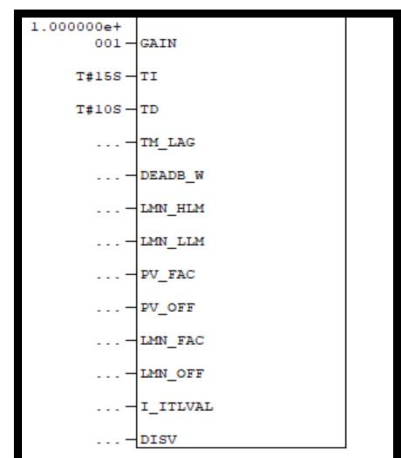 1.000000e+
001 GAIN
T#15S TI
T#10S TD
... TM_LAG
... DEADB_W
... LMN_HLM
... LMN_LLM
... PV_FAC
... PV_OFF
... LMN_FAC
... LMN_OFF
... I_ITLVAL
... DISV